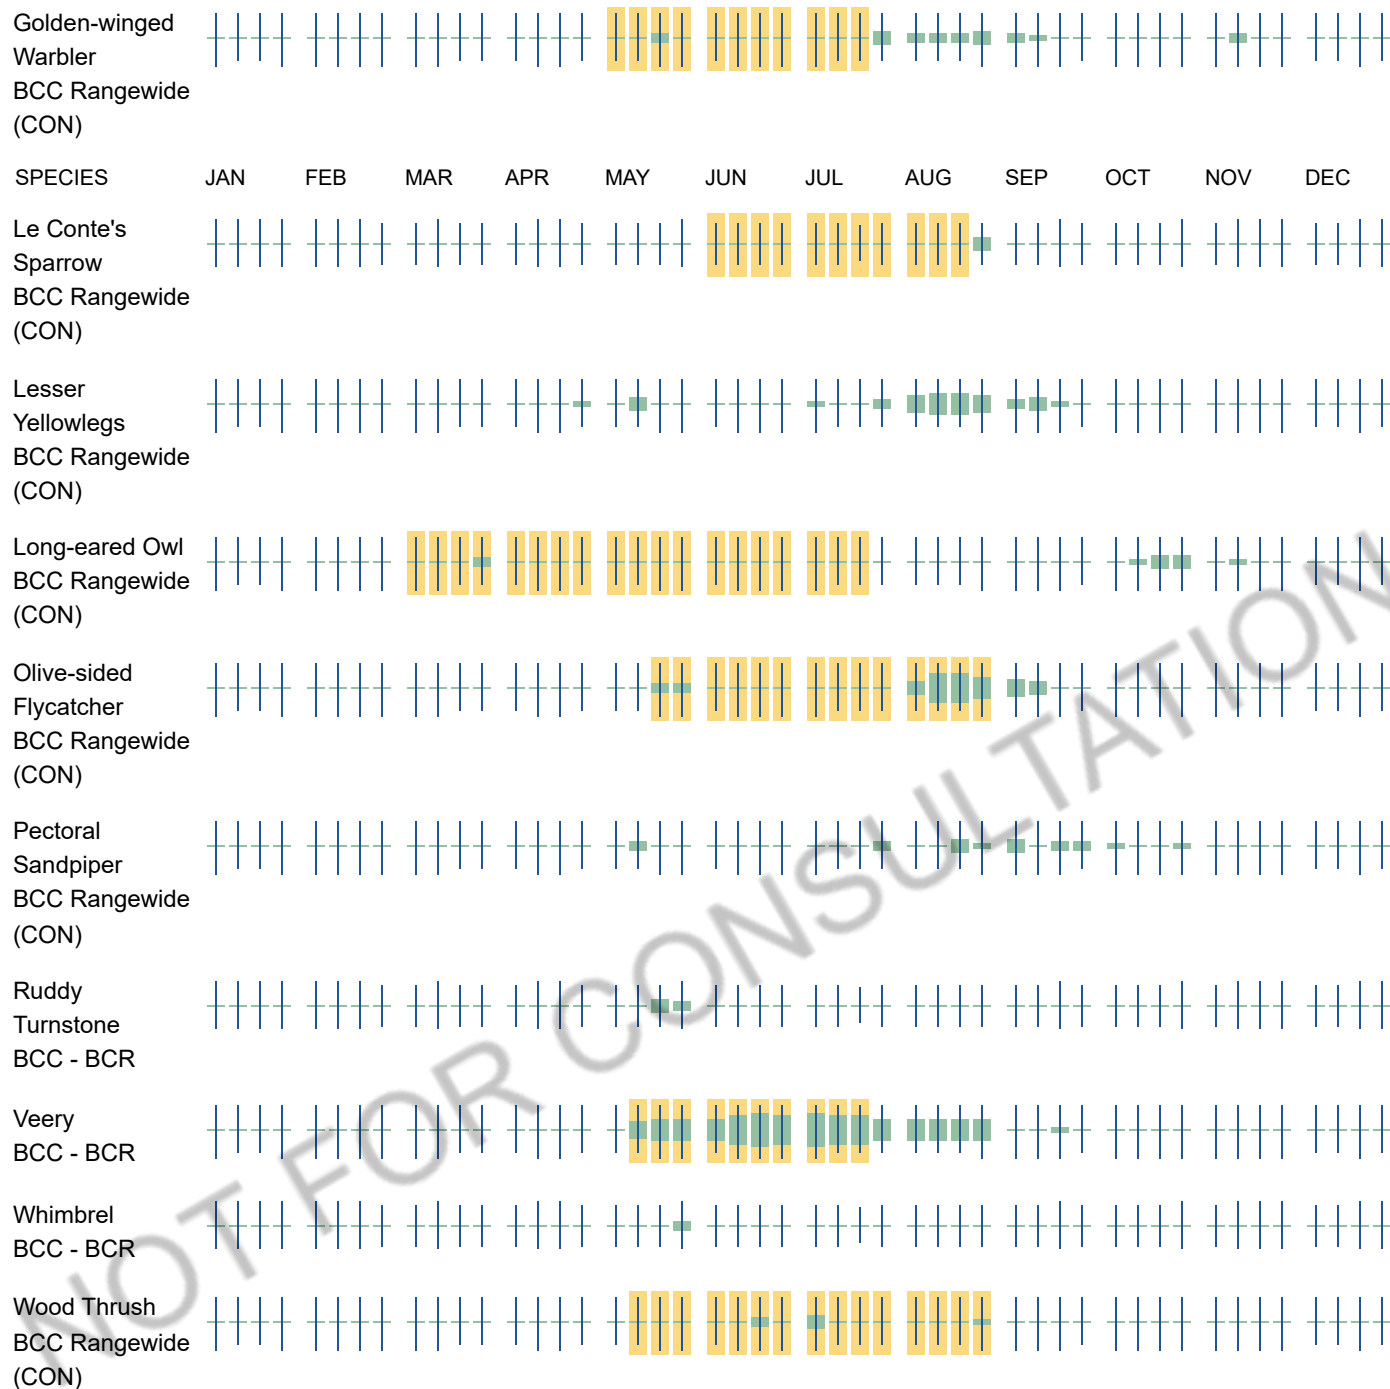 Golden-winged
Warbler
BCC Rangewide
(CON)
SPECIES JAN FEB MAR APR MAY JUN JUL AUG SEP OCT NOV DEC
Le Conte's
Sparrow
BCC Rangewide
(CON)
Lesser
Yellowlegs
BCC Rangewide
(CON)
Long-eared Owl
BCC Rangewide
(CON)
Olive-sided
Flycatcher
BCC Rangewide
(CON)
Pectoral
Sandpiper
BCC Rangewide
(CON)
Ruddy
Turnstone
BCC - BCR
Veery
BCC - BCR
Whimbrel
BCC - BCR
Wood Thrush
BCC Rangewide
(CON)
NOT FOR CONSULTATION